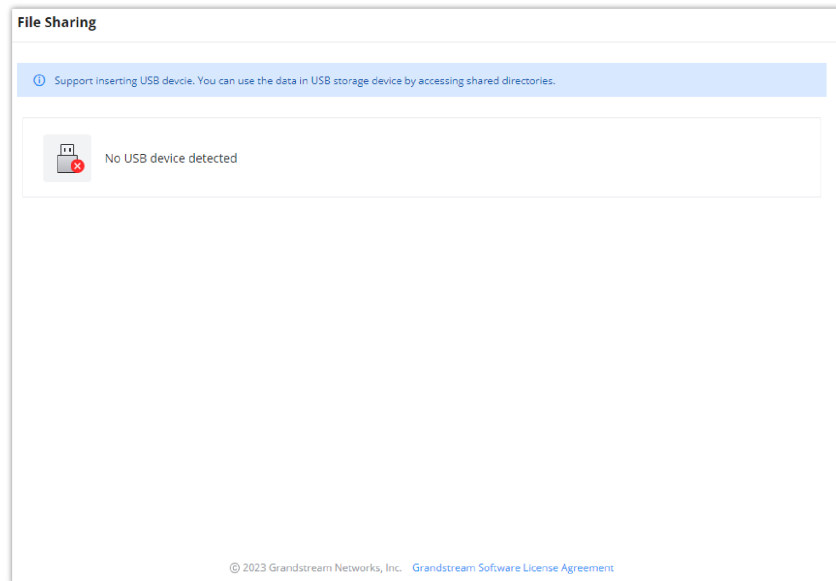 File Sharing
Support inserting USB devcie. You can use the data in USB storage device by accessing shared directories.
No USB device detected
© 2023 Grandstream Networks, Inc. Grandstream Software License Agreement